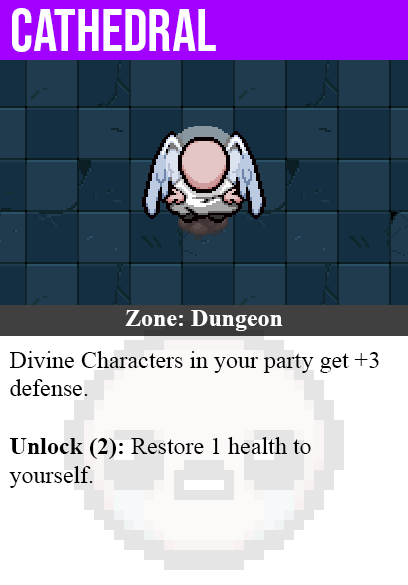 CATHEDRAL
Zone: Dungeon
Divine Characters in your party get +3
defense.
Unlock (2): Restore 1 health to
yourself.